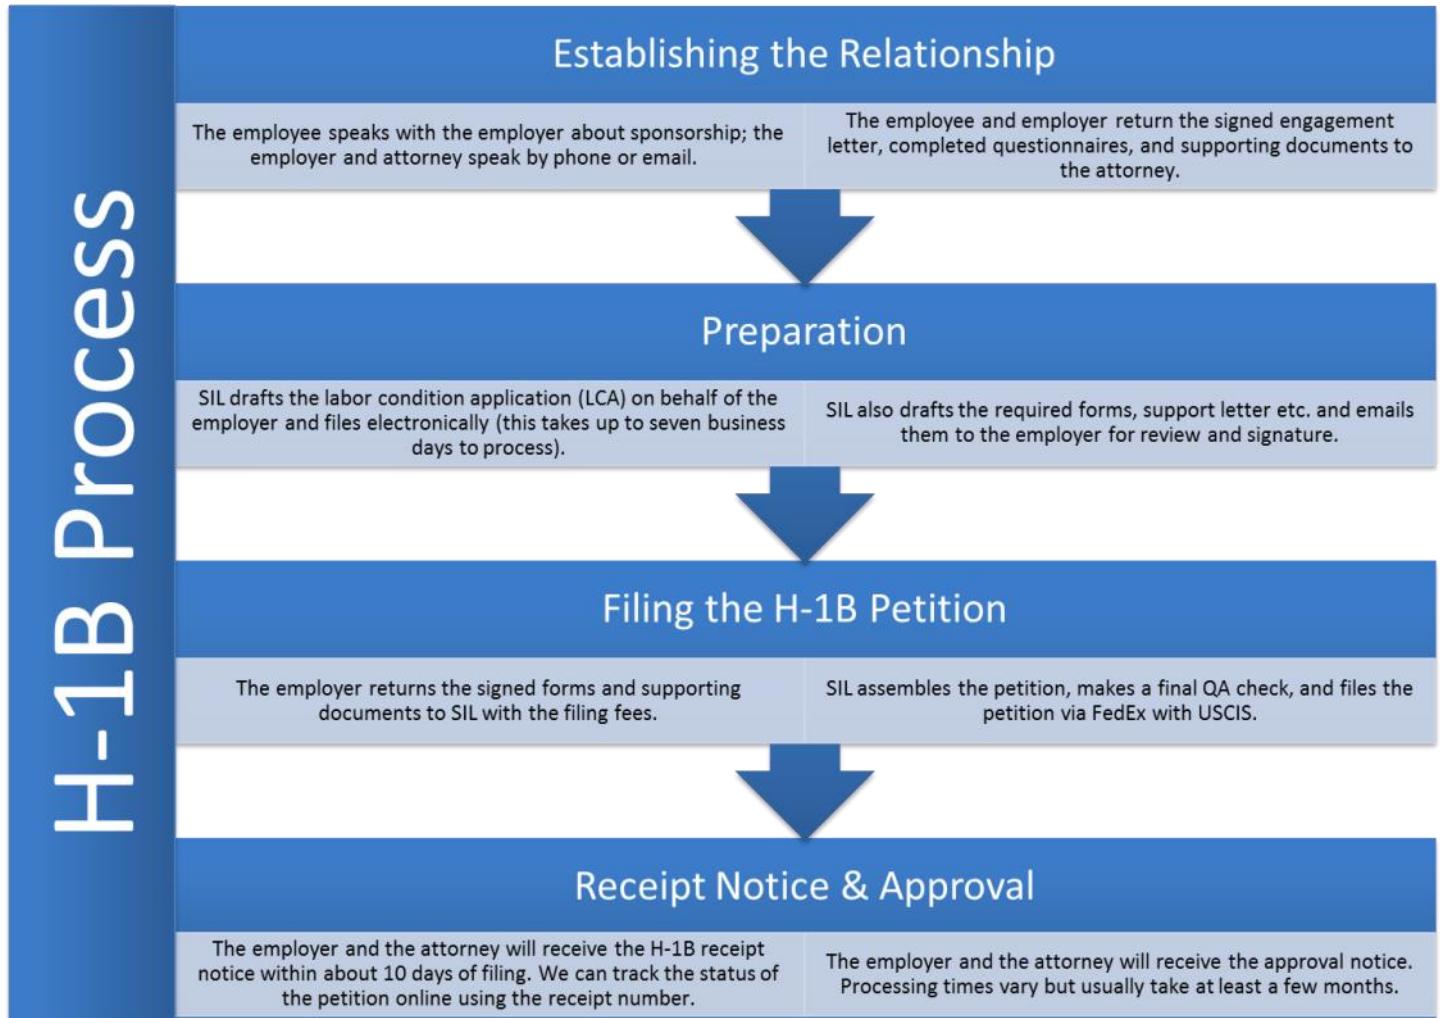 H-1B Process
Establishing the Relationship
The employee speaks with the employer about sponsorship; the
employer and attorney speak by phone or email.
The employee and employer return the signed engagement
letter, completed questionnaires, and supporting documents to
the attorney.
Preparation
SIL drafts the labor condition application (LCA) on behalf of the
employer and files electronically (this takes up to seven business
days to process).
SIL also drafts the required forms, support letter etc. and emails
them to the employer for review and signature.
Filing the H-1B Petition
The employer returns the signed forms and supporting
documents to SIL with the filing fees.
SIL assembles the petition, makes a final QA check, and files the
petition via FedEx with USCIS.
Receipt Notice & Approval
The employer and the attorney will receive the H-1B receipt
notice within about 10 days of filing. We can track the status of
the petition online using the receipt number.
The employer and the attorney will receive the approval notice.
Processing times vary but usually take at least a few months.